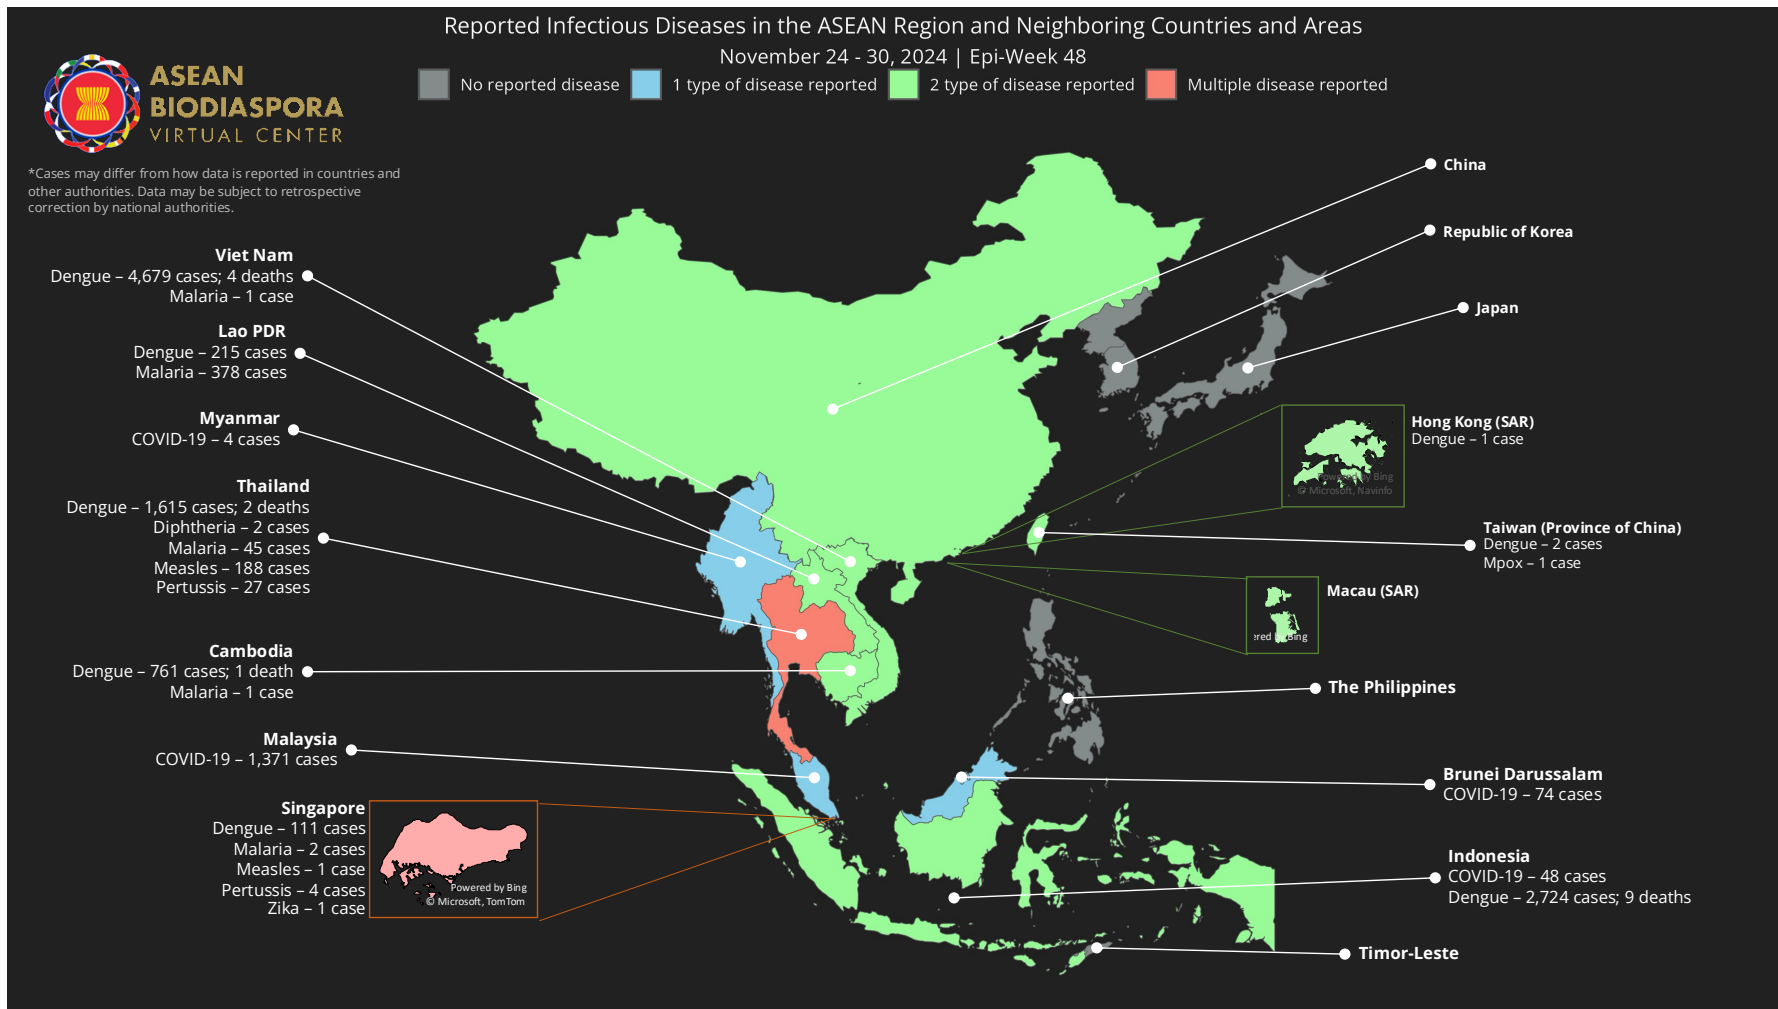 Reported Infectious Diseases in the ASEAN Region and Neighboring Countries and Areas
November 24 - 30, 2024 | Epi-Week 48
No reported disease
1 type of disease reported
2 type of disease reported
Multiple disease reported
ASEAN
BIODIASPORA
VIRTUAL CENTER
*Cases may differ from how data is reported in countries and
other authorities. Data may be subject to retrospective
correction by national authorities.
Viet Nam
Dengue – 4,679 cases; 4 deaths
Malaria – 1 case
Lao PDR
Dengue – 215 cases
Malaria – 378 cases
Myanmar
COVID-19 – 4 cases
Thailand
Dengue – 1,615 cases; 2 deaths
Diphtheria – 2 cases
Malaria – 45 cases
Measles – 188 cases
Pertussis – 27 cases
Cambodia
Dengue – 761 cases; 1 death
Malaria – 1 case
Malaysia
COVID-19 – 1,371 cases
Singapore
Dengue – 111 cases
Malaria – 2 cases
Measles – 1 case
Pertussis – 4 cases
Zika – 1 case
Powered by Bing
© Microsoft, TomTom
China
Republic of Korea
Japan
Hong Kong (SAR)
Dengue – 1 case
Powered by Bing
© Microsoft, Navinfo
Taiwan (Province of China)
Dengue – 2 cases
Mpox – 1 case
Macau (SAR)
ered by Bing
The Philippines
Brunei Darussalam
COVID-19 – 74 cases
Indonesia
COVID-19 – 48 cases
Dengue – 2,724 cases; 9 deaths
Timor-Leste